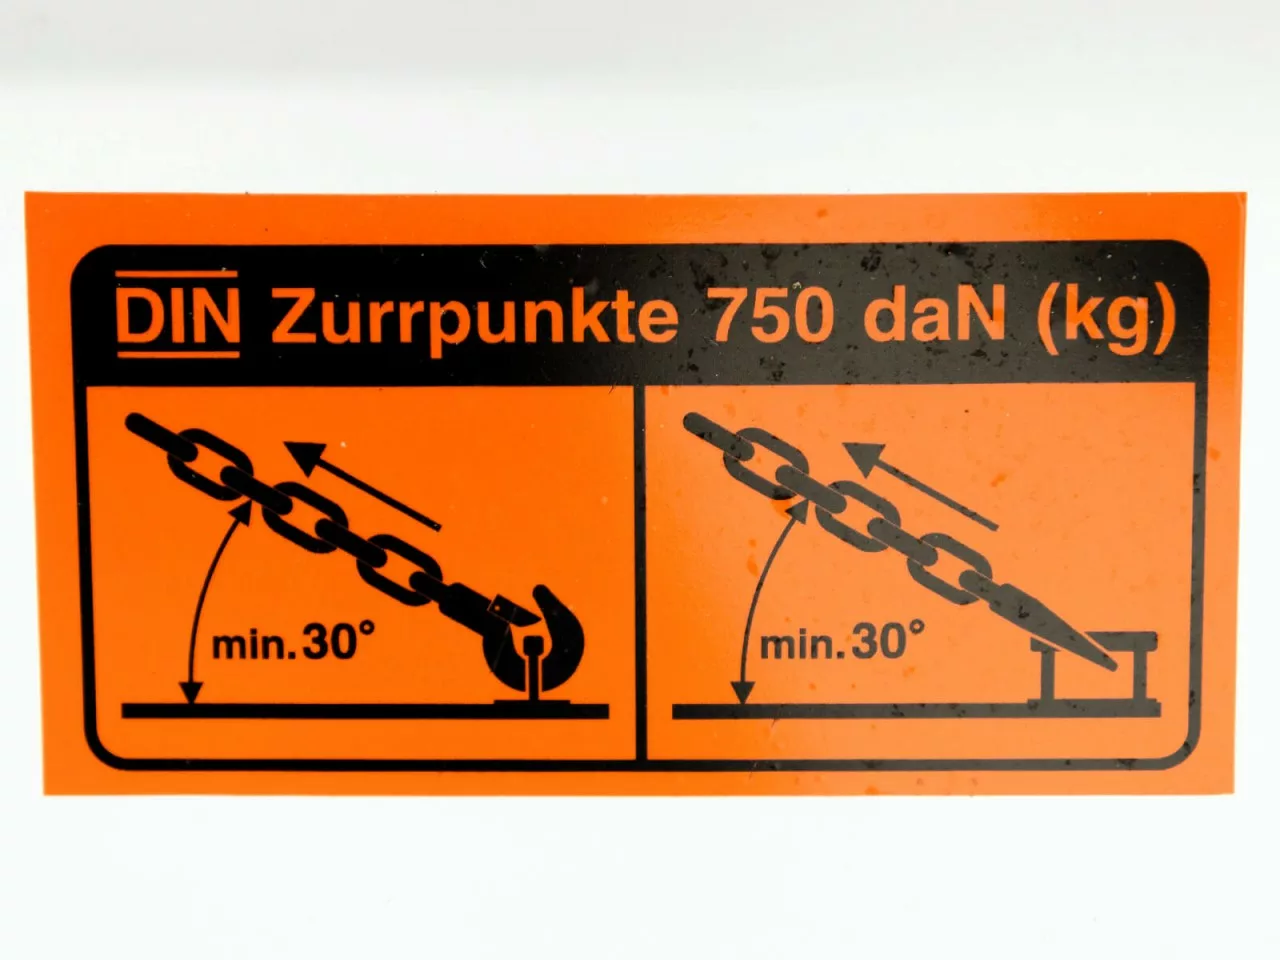 DIN Zurrpunkte 750 daN (kg)
min. 30°
min. 30°